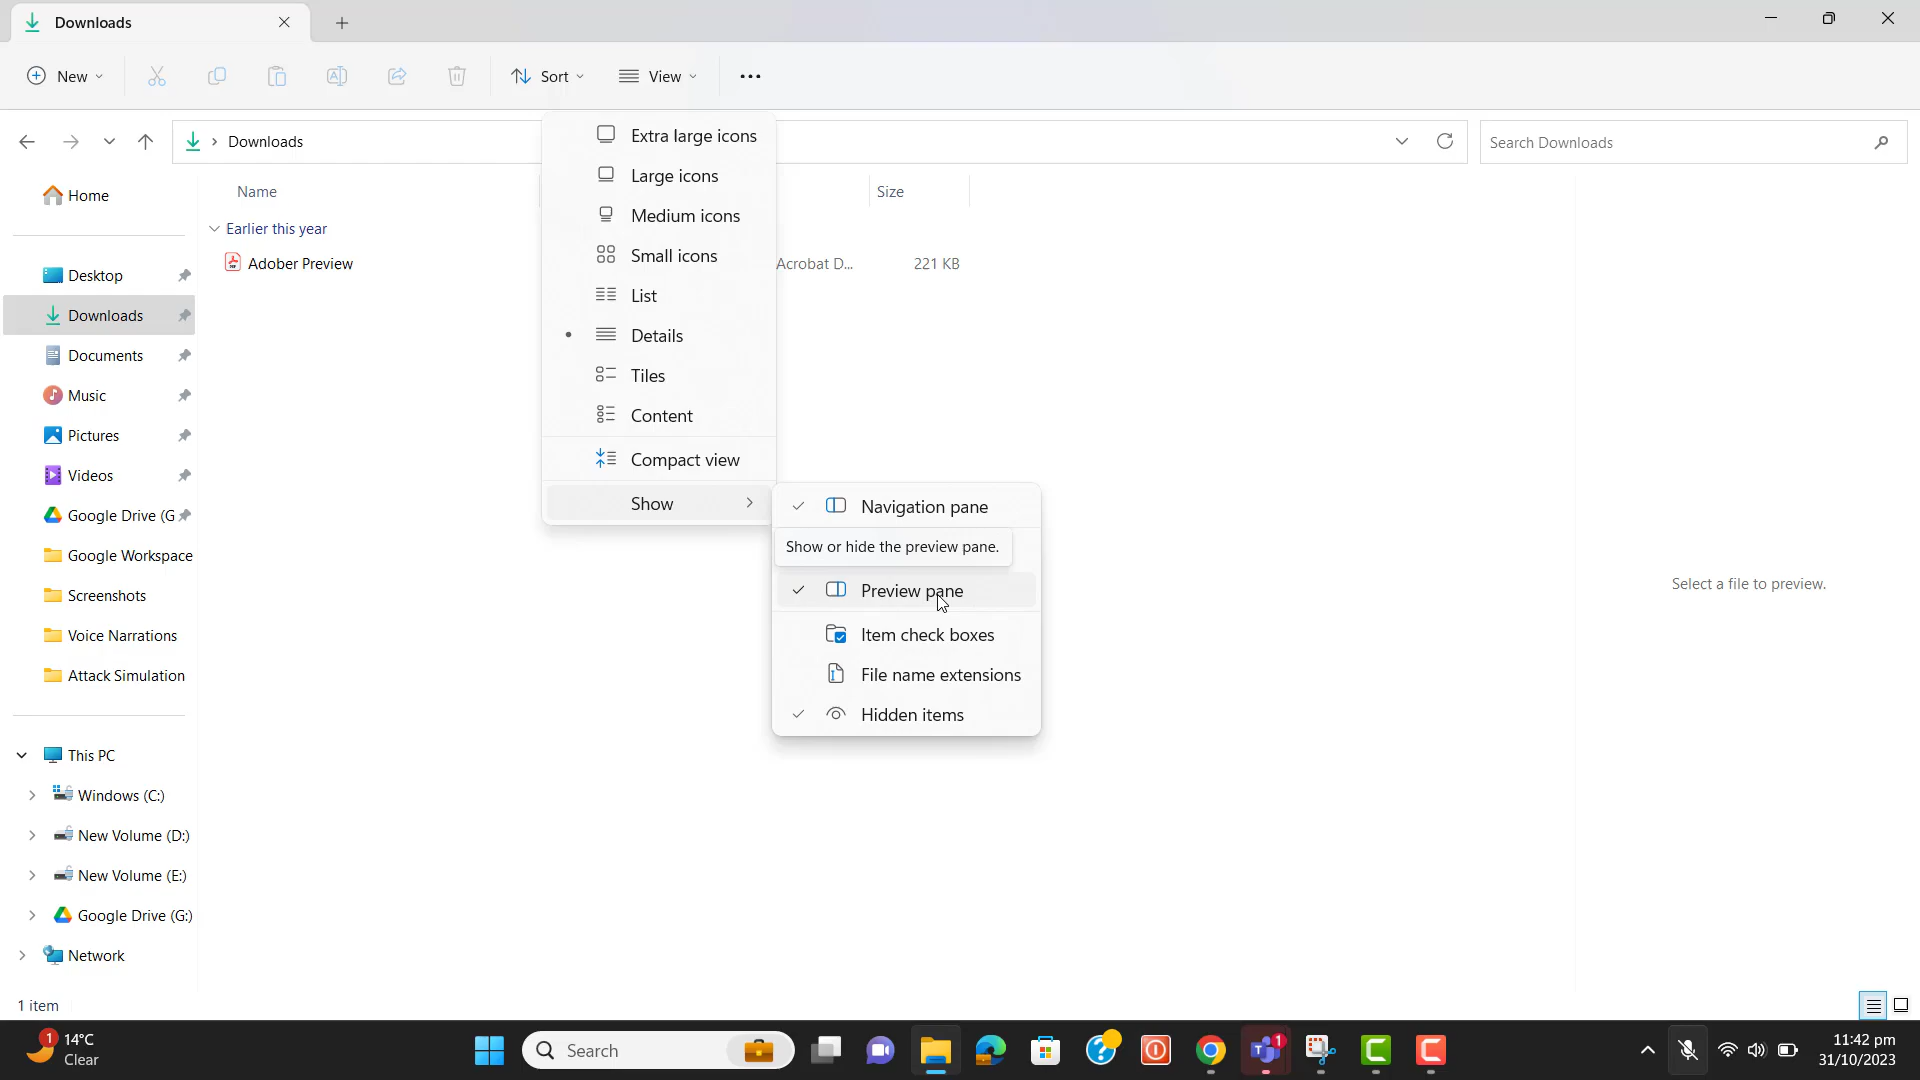 Downloads
New
Sort
View
Downloads
Search Downloads
Home
Desktop
Downloads
Documents
Music
Pictures
Videos
Google Drive (G
Google Workspace
Screenshots
Voice Narrations
Attack Simulation
This PC
Windows (C:)
New Volume (D:)
New Volume (E:)
Google Drive (G:)
Network
Name
Size
Earlier this year
Adober Preview
Acrobat D...
221 KB
Extra large icons
Large icons
Medium icons
Small icons
List
Details
Tiles
Content
Compact view
Show
Navigation pane
Show or hide the preview pane.
Preview pane
Item check boxes
File name extensions
Hidden items
Select a file to preview.
1 item
1
14°C
Clear
Search
1
11:42 pm
31/10/2023